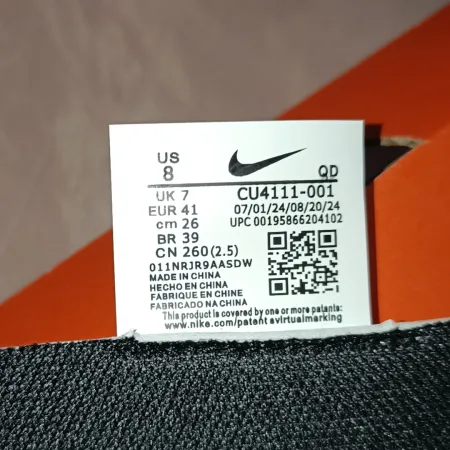 US
8
QD
UK 7
CU4111-001
EUR 41
07/01/24/08/20/24
cm 26
UPC 00195866204102
BR 39
CN 260(2.5)
011NRJR9AASDW
MADE IN CHINA
HECHO EN CHINA
FABRIQUE EN CHINE
FABRICADO NA CHINA
This product is covered by one or more patents:
www.nike.com/patent a virtualmarking